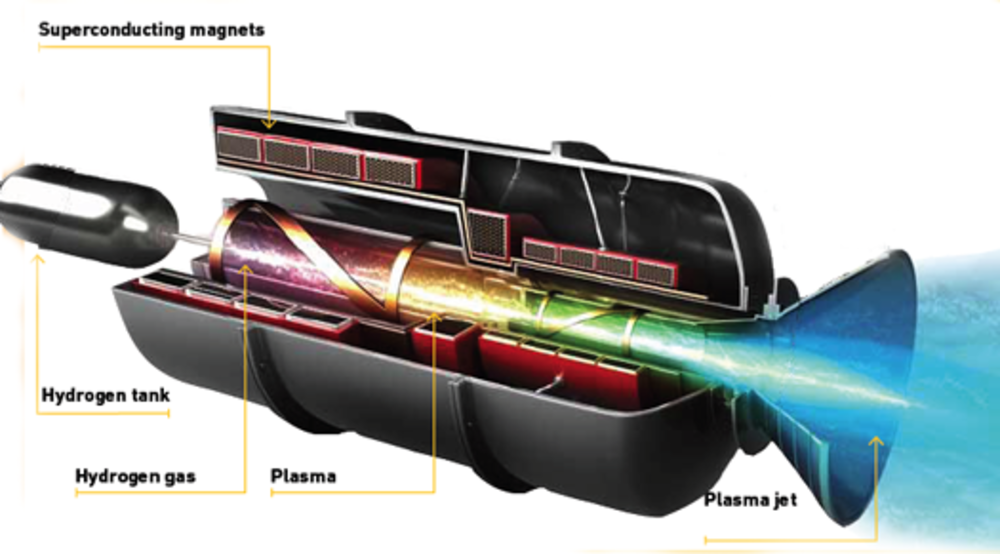 Superconducting magnets
Hydrogen tank
Hydrogen gas
Plasma
Plasma jet